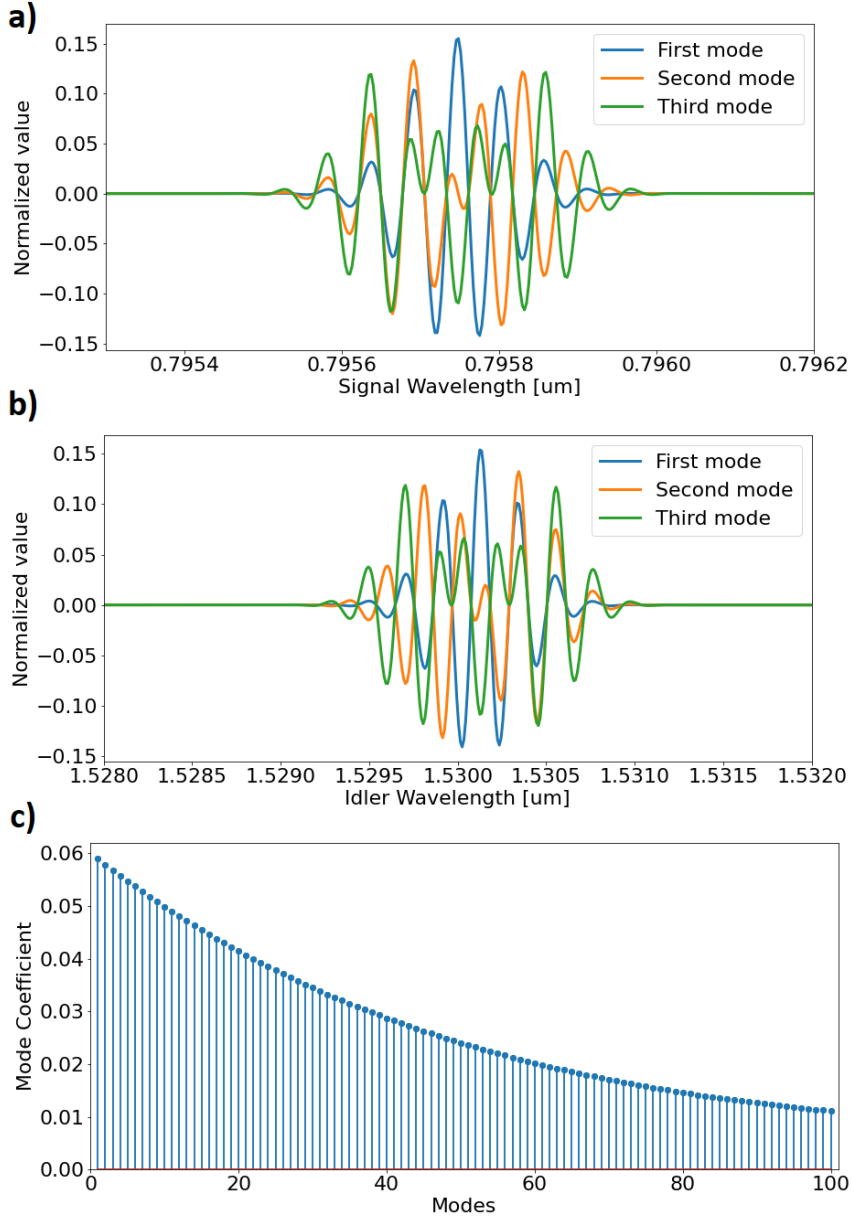 a)
0.15
0.10
0.05
0.00
−0.05
−0.10
−0.15
Normalized value
First mode
Second mode
Third mode
0.7954 0.7956 0.7958 0.7960 0.7962
Signal Wavelength [um]
b)
0.15
0.10
0.05
0.00
−0.05
−0.10
−0.15
Normalized value
First mode
Second mode
Third mode
1.5280 1.5285 1.5290 1.5295 1.5300 1.5305 1.5310 1.5315 1.5320
Idler Wavelength [um]
c)
0.06
0.05
0.04
0.03
0.02
0.01
0.00
Mode Coefficient
0 20 40 60 80 100
Modes